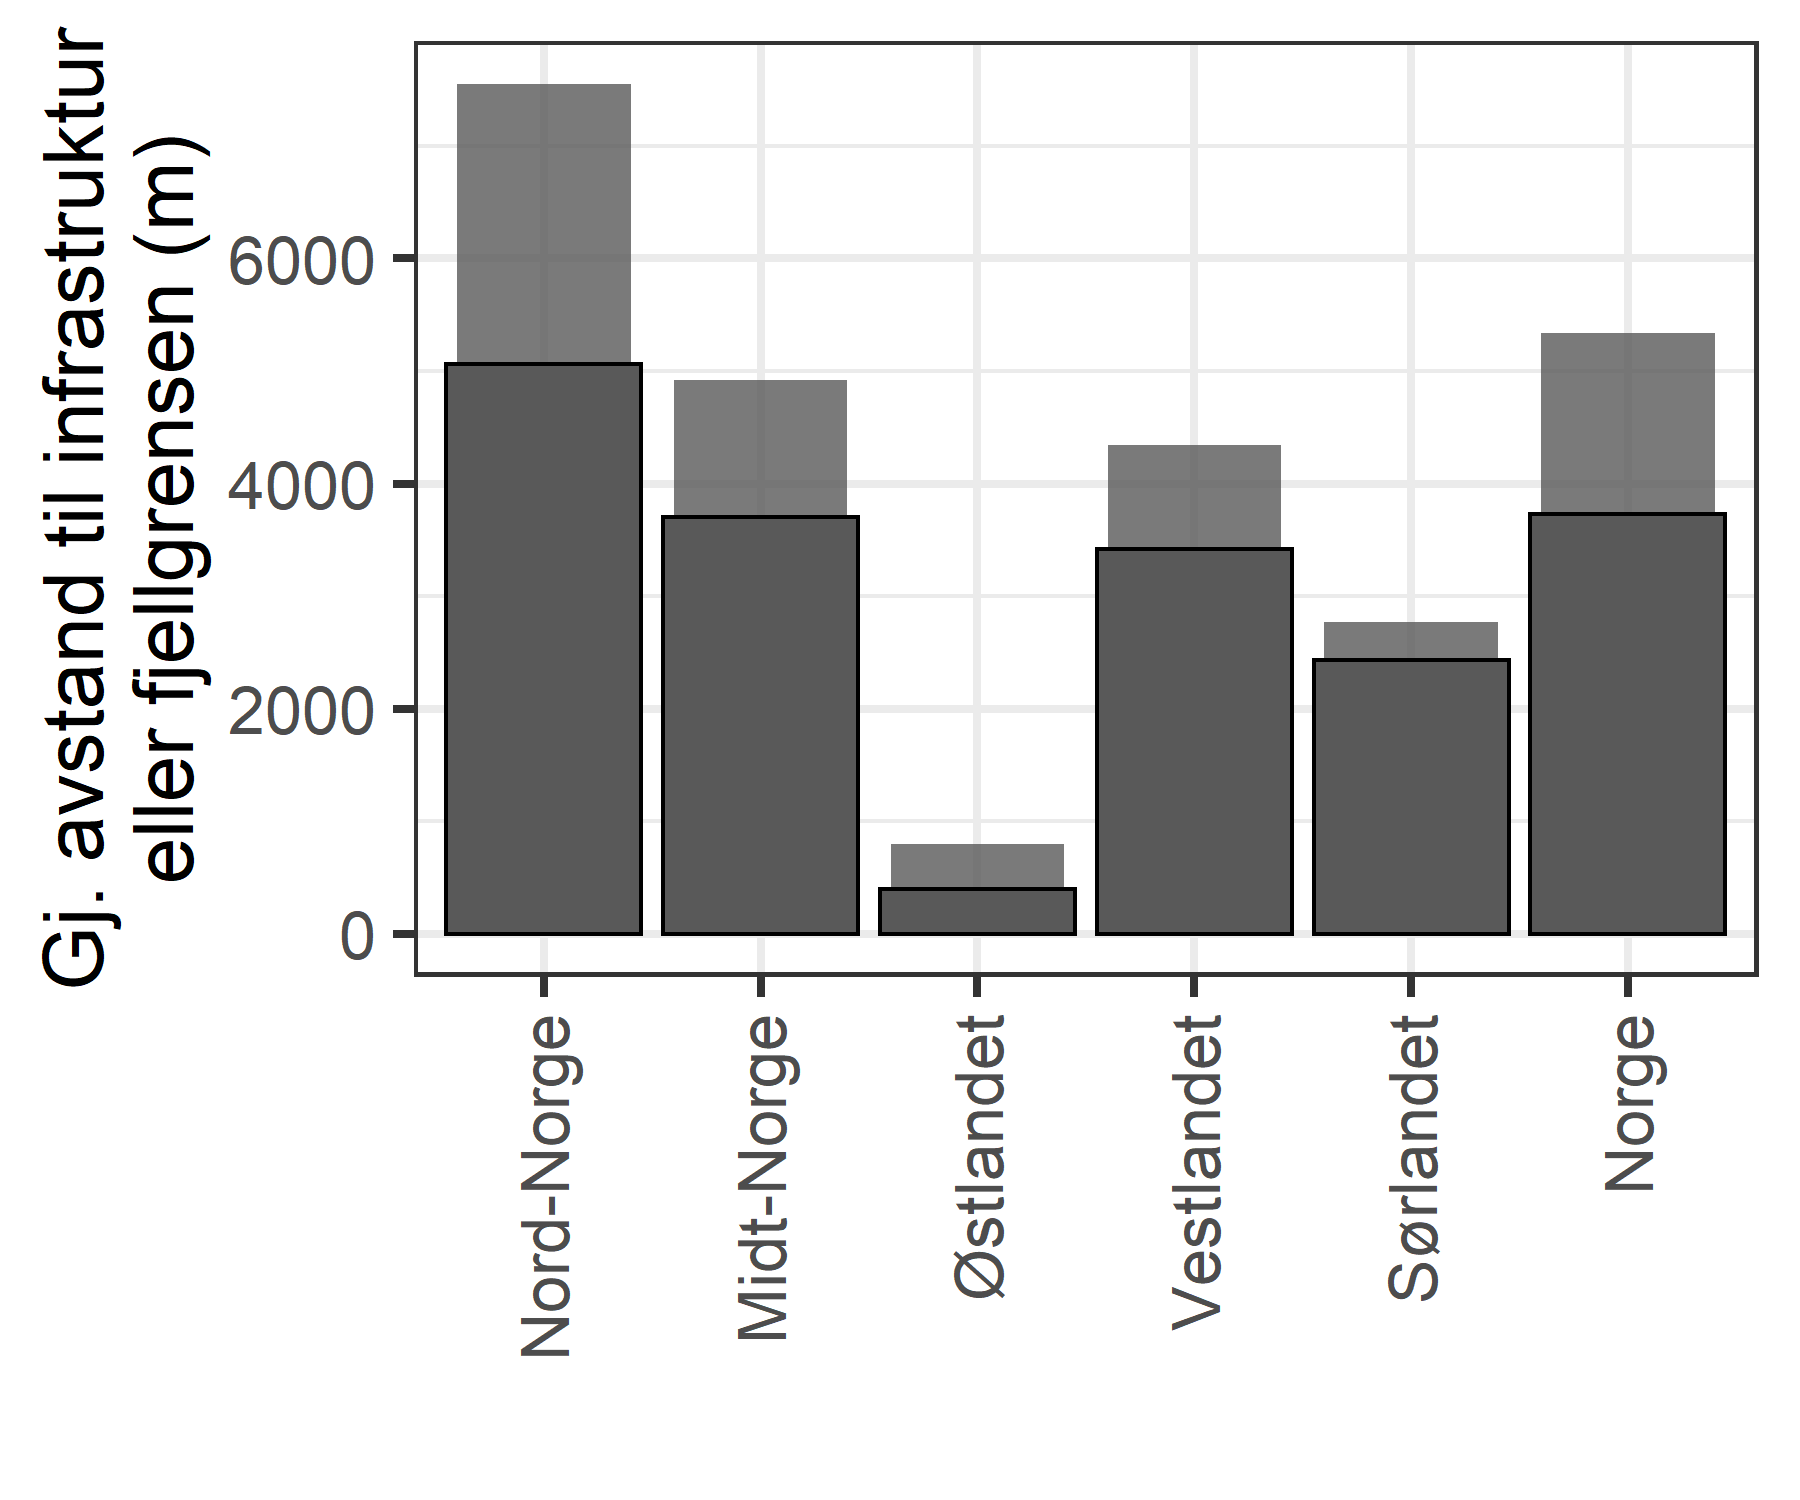 Gj. avstand til infrastruktur
eller fjellgrensen (m)
6000
4000
2000
0
Nord-Norge
Midt-Norge
Østlandet
Vestlandet
Sørlandet
Norge